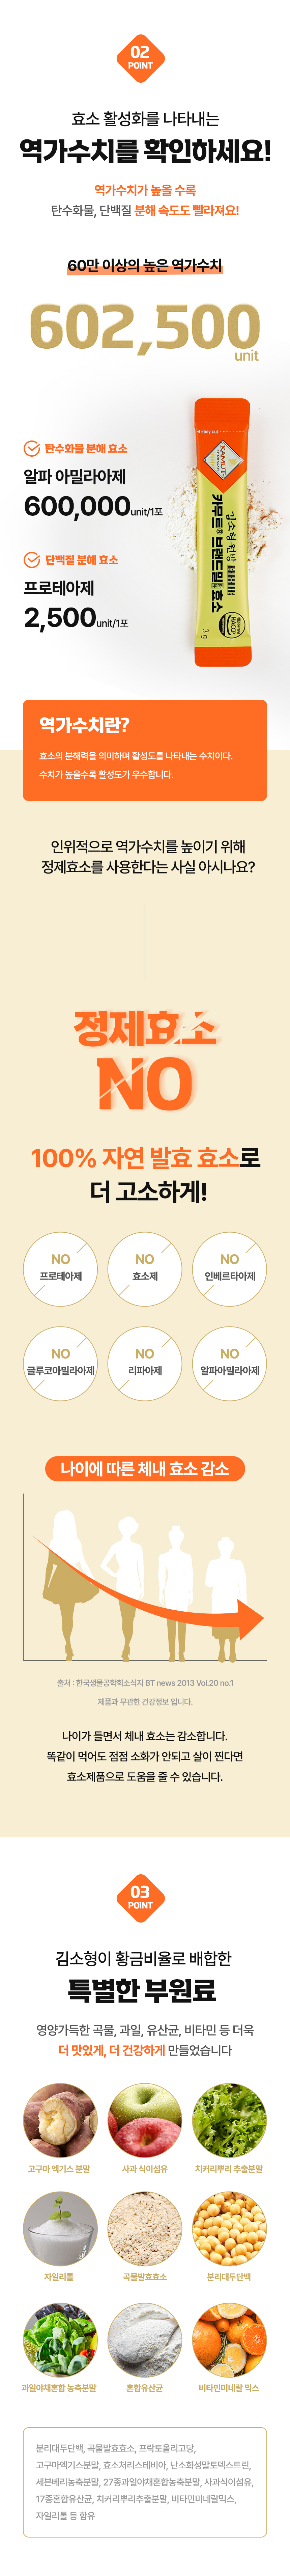 02
POINT
효소 활성화를 나타내는
역가수치를 확인하세요!
역가수치가 높을 수록
탄수화물, 단백질 분해 속도도 빨라져요!
60만 이상의 높은 역가수치
602,500
unit
탄수화물 분해 효소
알파 아밀라아제
600,000unit/1포
단백질 분해 효소
프로테아제
2,500unit/1포
Easy cut
KAMUT
김소형원방
카무트 브랜드밀 효소
3 g
HACCP
역가수치란?
효소의 분해력을 의미하며 활성도를 나타내는 수치이다.
수치가 높을수록 활성도가 우수합니다.
인위적으로 역가수치를 높이기 위해
정제효소를 사용한다는 사실 아시나요?
정제효소
NO
100% 자연 발효 효소로
더 고소하게!
NO
프로테아제
NO
효소제
NO
인베르타아제
NO
글루코아밀라아제
NO
리파아제
NO
알파아밀라아제
나이에 따른 체내 효소 감소
출처 : 한국생물공학회소식지 BT news 2013 Vol.20 no.1
제품과 무관한 건강정보 입니다.
나이가 들면서 체내 효소는 감소합니다.
똑같이 먹어도 점점 소화가 안되고 살이 찐다면
효소제품으로 도움을 줄 수 있습니다.
03
POINT
김소형이 황금비율로 배합한
특별한 부원료
영양가득한 곡물, 과일, 유산균, 비타민 등 더욱
더 맛있게, 더 건강하게 만들었습니다
고구마 엑기스 분말
사과 식이섬유
치커리뿌리 추출분말
자일리톨
곡물발효효소
분리대두단백
과일야채혼합 농축분말
혼합유산균
비타민미네랄 믹스
분리대두단백, 곡물발효효소, 프락토올리고당,
고구마엑기스분말, 효소처리스테비아, 난소화성말토덱스트린,
세븐베리농축분말, 27종과일야채혼합농축분말, 사과식이섬유,
17종혼합유산균, 치커리뿌리추출분말, 비타민미네랄믹스,
자일리톨 등 함유